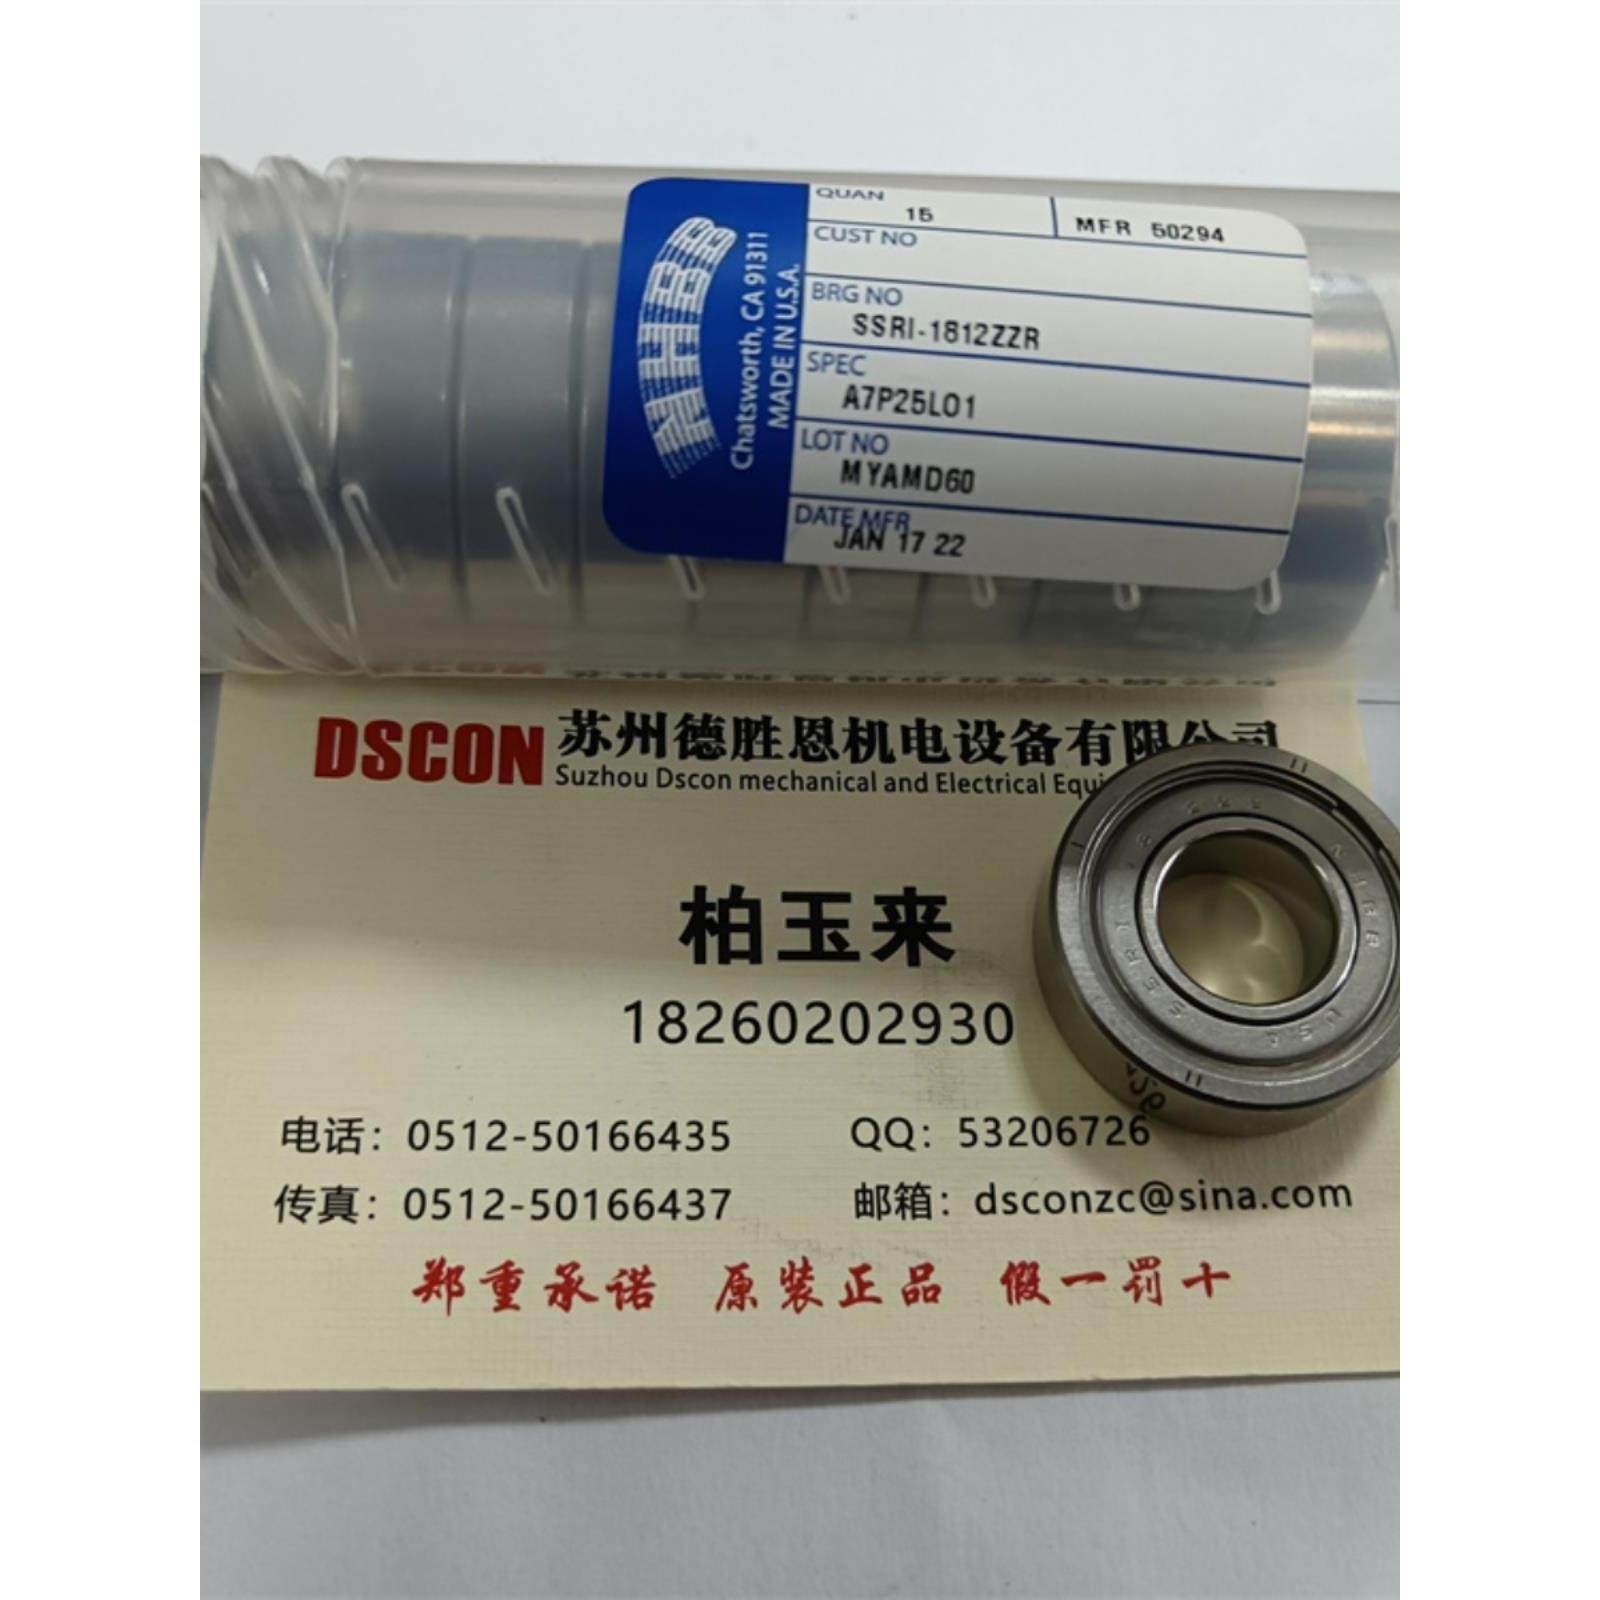 QUAN
15
MFR 50294
CUST NO
BRG NO
SSRI-1812ZZR
SPEC
A7P25LO1
LOT NO
MYAMD60
DATE MFR
JAN 17 22
NHBB
Chatsworth, CA 91311
MADE IN U.S.A.
DSCON 苏州德胜恩机电设备有限公司
Suzhou Dscon mechanical and Electrical
柏玉来
18260202930
电话：0512-50166435
QQ：53206726
传真：0512-50166437
邮箱：dsconzc@sina.com
郑重承诺 原装正品 假一罚十
USA